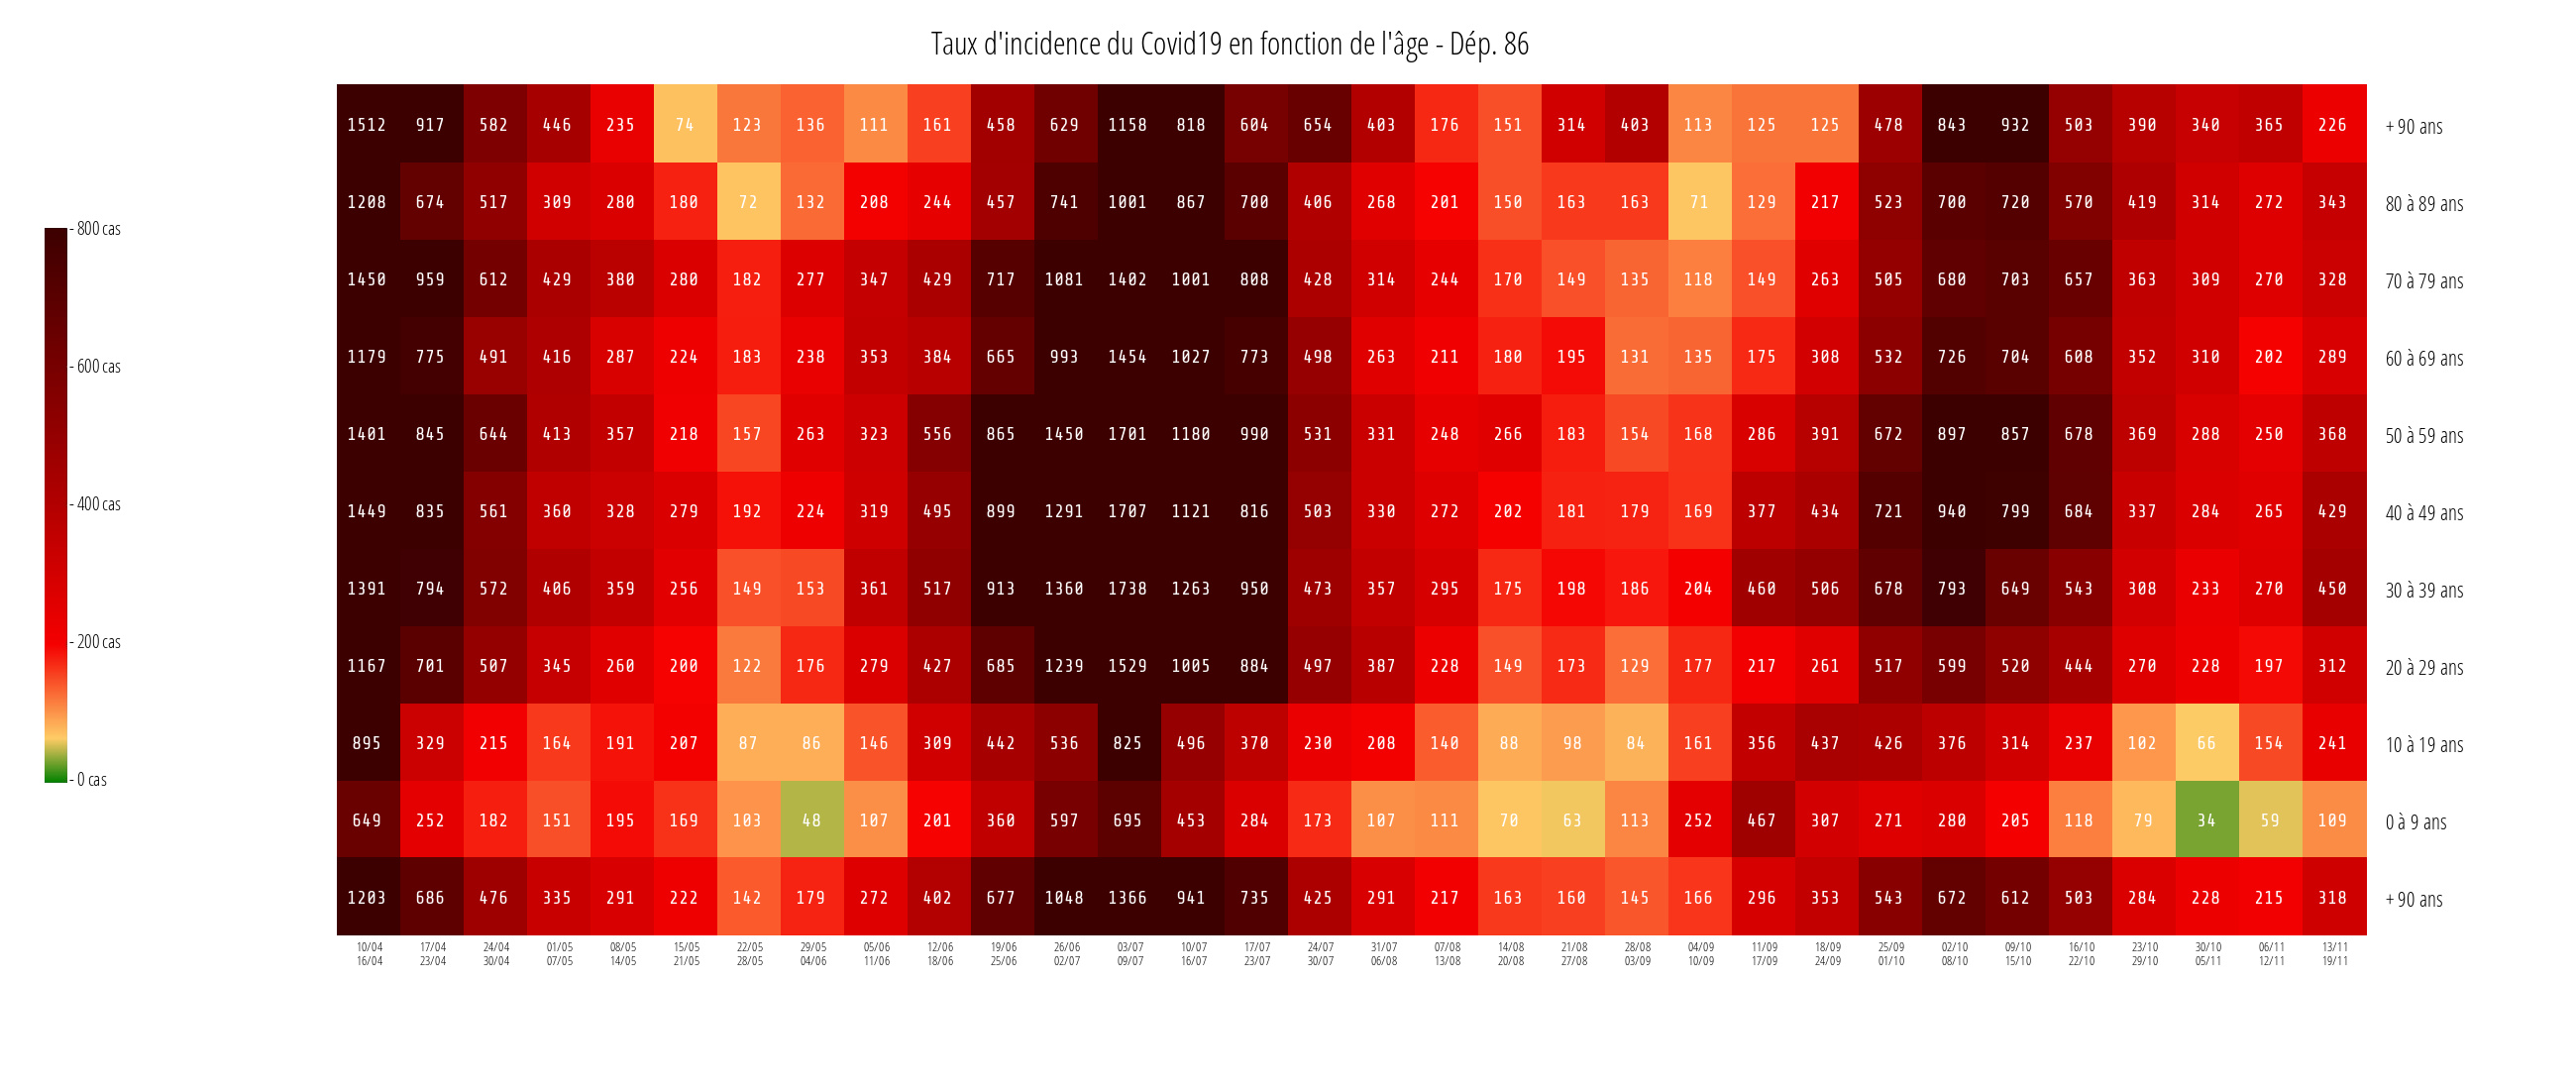 Taux d'incidence du Covid19 en fonction de l'âge - Dép. 86
- 800 cas
- 600 cas
- 400 cas
- 200 cas
- 0 cas
1512 917 582 446 235 74 123 136 111 161 458 629 1158 818 604 654 403 176 151 314 403 113 125 125 478 843 932 503 390 340 365 226 + 90 ans
1208 674 517 309 280 180 72 132 208 244 457 741 1001 867 700 406 268 201 150 163 163 71 129 217 523 700 720 570 419 314 272 343 80 à 89 ans
1450 959 612 429 380 280 182 277 347 429 717 1081 1402 1001 808 428 314 244 170 149 135 118 149 263 505 680 703 657 363 309 270 328 70 à 79 ans
1179 775 491 416 287 224 183 238 353 384 665 993 1454 1027 773 498 263 211 180 195 131 135 175 308 532 726 704 608 352 310 202 289 60 à 69 ans
1401 845 644 413 357 218 157 263 323 556 865 1450 1701 1180 990 531 331 248 266 183 154 168 286 391 672 897 857 678 369 288 250 368 50 à 59 ans
1449 835 561 360 328 279 192 224 319 495 899 1291 1707 1121 816 503 330 272 202 181 179 169 377 434 721 940 799 684 337 284 265 429 40 à 49 ans
1391 794 572 406 359 256 149 153 361 517 913 1360 1738 1263 950 473 357 295 175 198 186 204 460 506 678 793 649 543 308 233 270 450 30 à 39 ans
1167 701 507 345 260 200 122 176 279 427 685 1239 1529 1005 884 497 387 228 149 173 129 177 217 261 517 599 520 444 270 228 197 312 20 à 29 ans
895 329 215 164 191 207 87 86 146 309 442 536 825 496 370 230 208 140 88 98 84 161 356 437 426 376 314 237 102 66 154 241 10 à 19 ans
649 252 182 151 195 169 103 48 107 201 360 597 695 453 284 173 107 111 70 63 113 252 467 307 271 280 205 118 79 34 59 109 0 à 9 ans
1203 686 476 335 291 222 142 179 272 402 677 1048 1366 941 735 425 291 217 163 160 145 166 296 353 543 672 612 503 284 228 215 318 + 90 ans
10/04 17/04 24/04 01/05 08/05 15/05 22/05 29/05 05/06 12/06 19/06 26/06 03/07 10/07 17/07 24/07 31/07 07/08 14/08 21/08 28/08 04/09 11/09 18/09 25/09 02/10 09/10 16/10 23/10 30/10 06/11 13/11
16/04 23/04 30/04 07/05 14/05 21/05 28/05 04/06 11/06 18/06 25/06 02/07 09/07 16/07 23/07 30/07 06/08 13/08 20/08 27/08 03/09 10/09 17/09 24/09 01/10 08/10 15/10 22/10 29/10 05/11 12/11 19/11